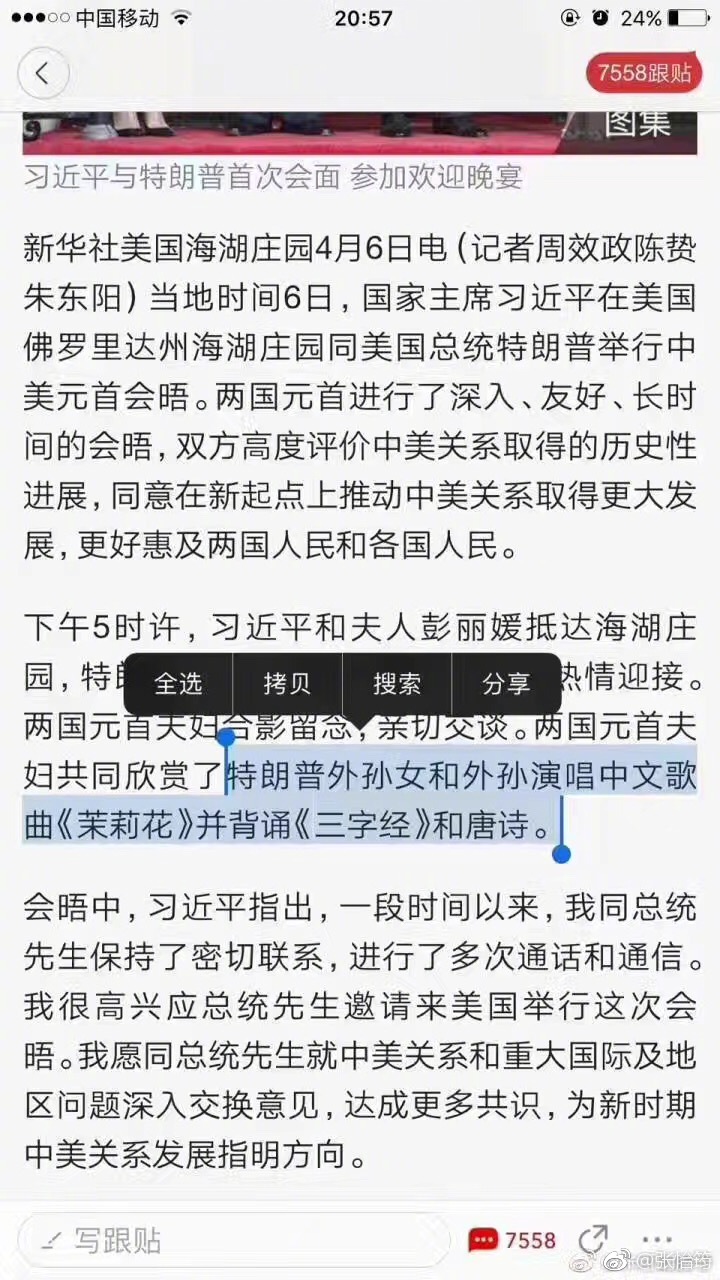 中国移动 20:57 24%
7558跟贴
图集
习近平与特朗普首次会面 参加欢迎晚宴
新华社美国海湖庄园4月6日电(记者周效政陈贽
朱东阳)当地时间6日,国家主席习近平在美国
佛罗里达州海湖庄园同美国总统特朗普举行中
美元首会晤。两国元首进行了深入、友好、长时
间的会晤,双方高度评价中美关系取得的历史性
进展,同意在新起点上推动中美关系取得更大发
展,更好惠及两国人民和各国人民。
下午5时许,习近平和夫人彭丽媛抵达海湖庄
园,特 热情迎接。
全选 拷贝 搜索 分享
两国元首夫妇合影留念,亲切交谈。两国元首夫
妇共同欣赏了特朗普外孙女和外孙演唱中文歌
曲《茉莉花》并背诵《三字经》和唐诗。
会晤中,习近平指出,一段时间以来,我同总统
先生保持了密切联系,进行了多次通话和通信。
我很高兴应总统先生邀请来美国举行这次会
晤。我愿同总统先生就中美关系和重大国际及地
区问题深入交换意见,达成更多共识,为新时期
中美关系发展指明方向。
写跟贴 7558